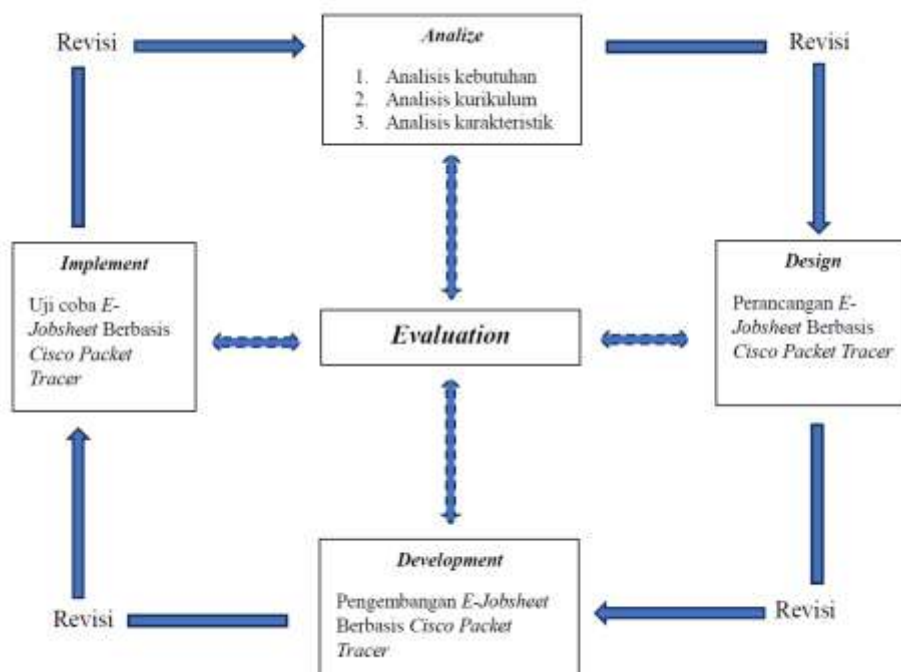 Revisi
Analize
1. Analisis kebutuhan
2. Analisis kurikulum
3. Analisis karakteristik
Revisi
Implement
Uji coba E-
Jobsheet Berbasis
Cisco Packet
Tracer
Evaluation
Design
Perancangan E-
Jobsheet Berbasis
Cisco Packet Tracer
Revisi
Development
Pengembangan E-Jobsheet
Berbasis Cisco Packet
Tracer
Revisi